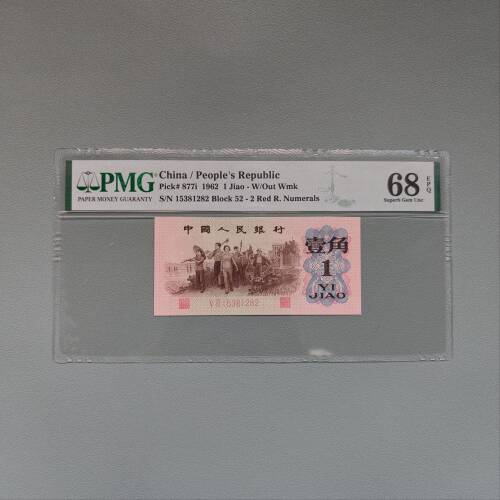 PMG
PAPER MONEY GUARANTY
China / People's Republic
Pick# 877i 1962 1 Jiao - W/Out Wmk
S/N 15381282 Block 52 - 2 Red R. Numerals
68
EPQ
Superb Gem Unc
中國人民銀行
壹角
1
YI
JIAO
15381282